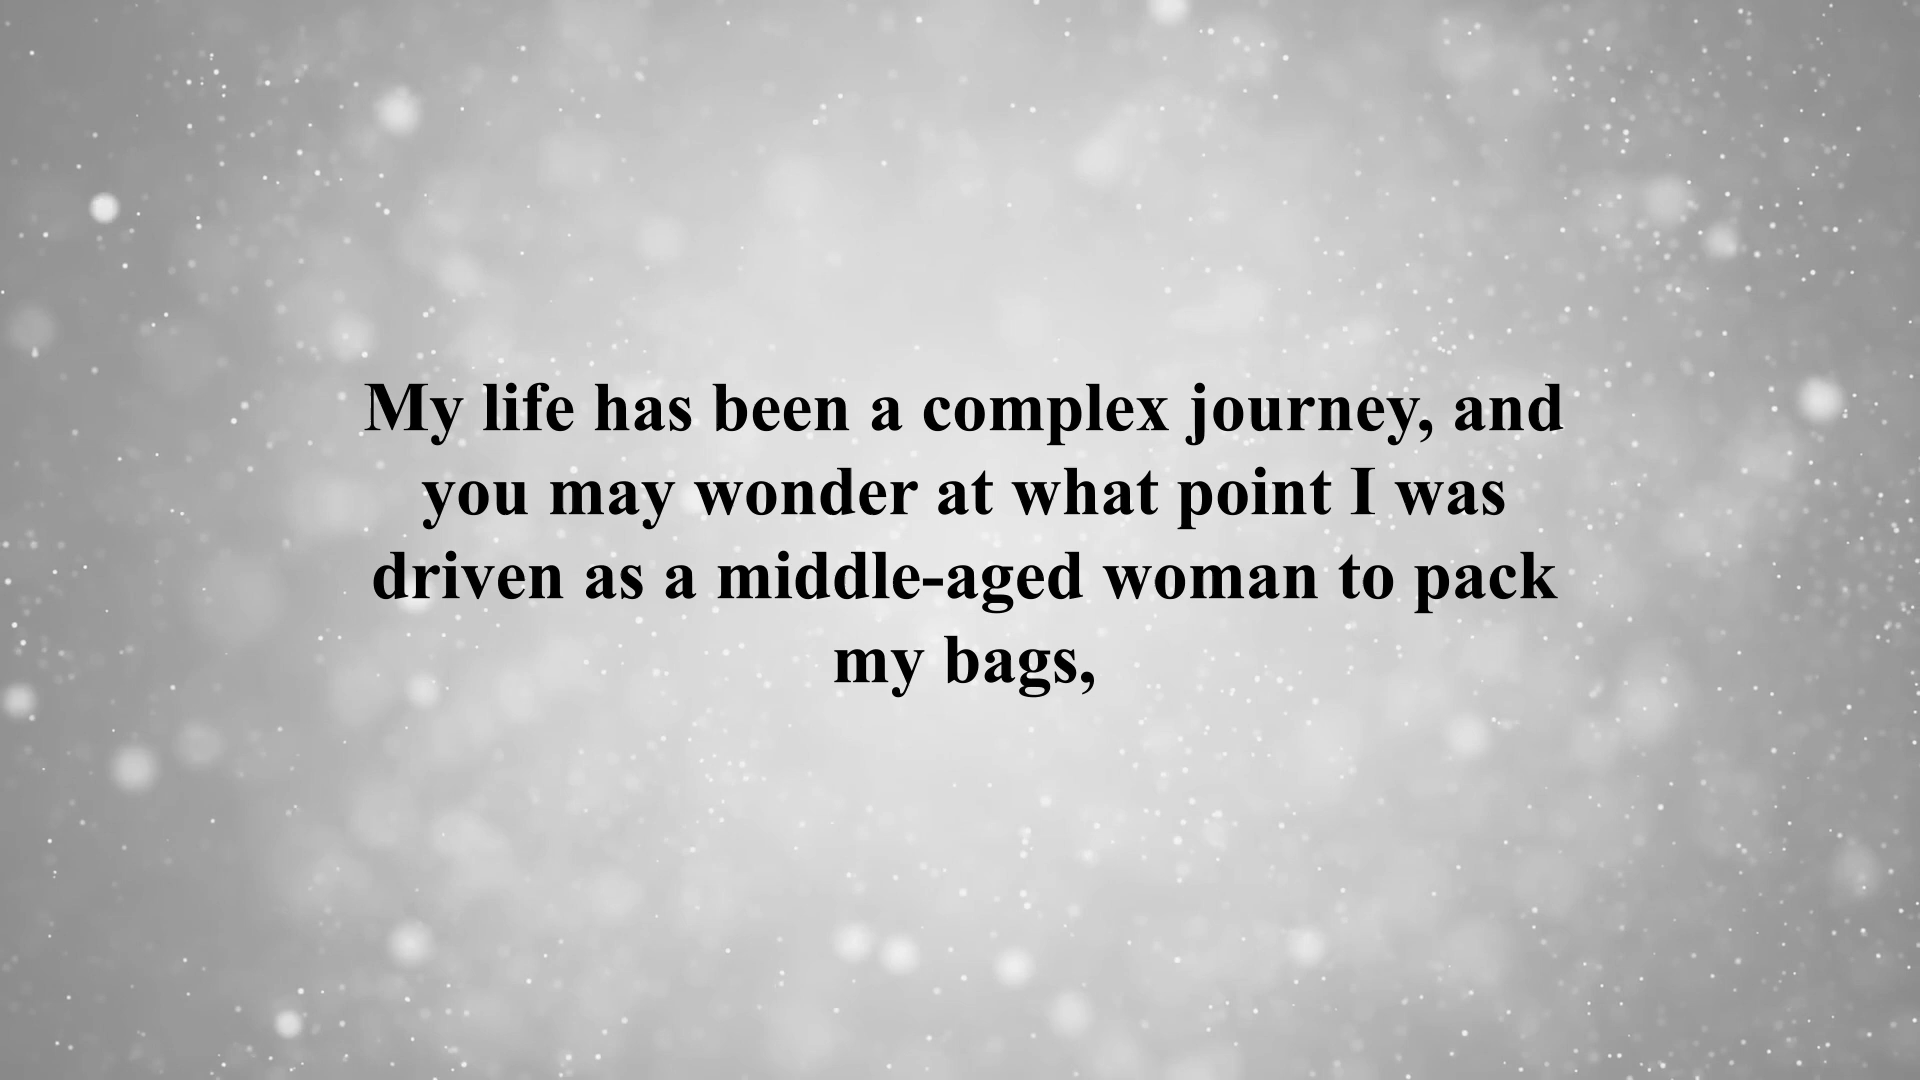 My life has been a complex journey, and
you may wonder at what point I was
driven as a middle-aged woman to pack
my bags,